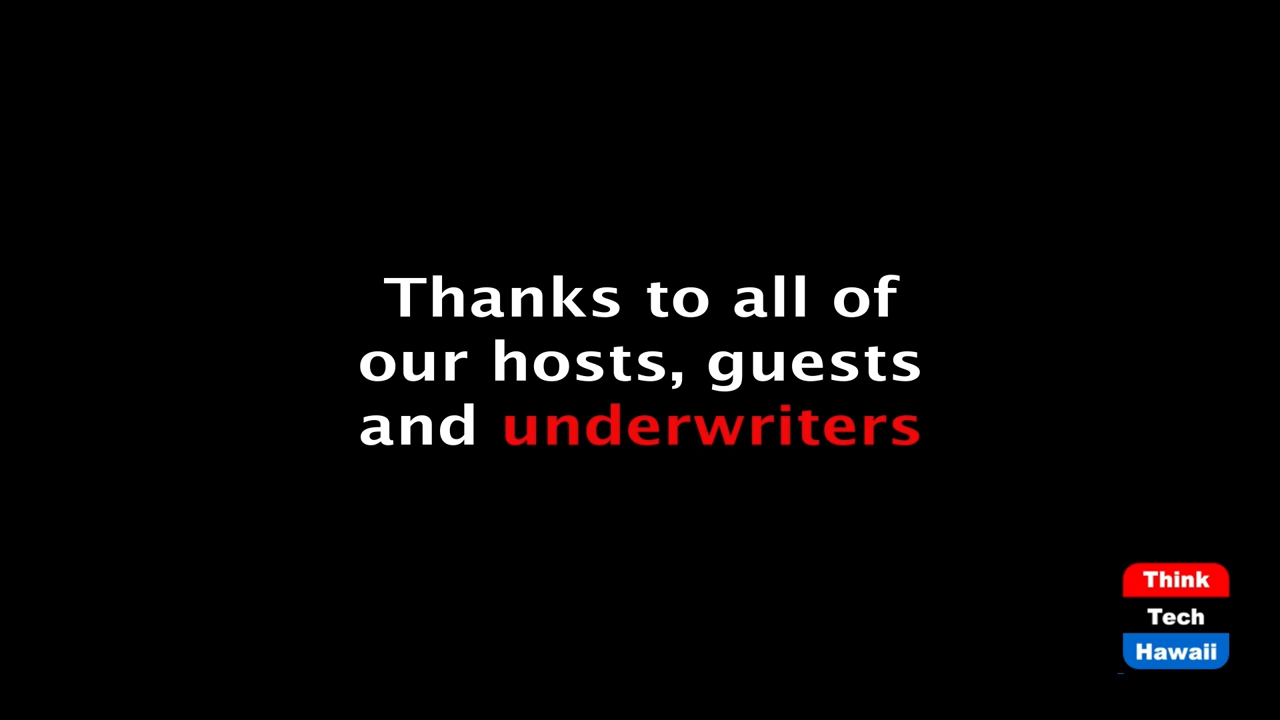 Thanks to all of
our hosts, guests
and underwriters
Think
Tech
Hawaii